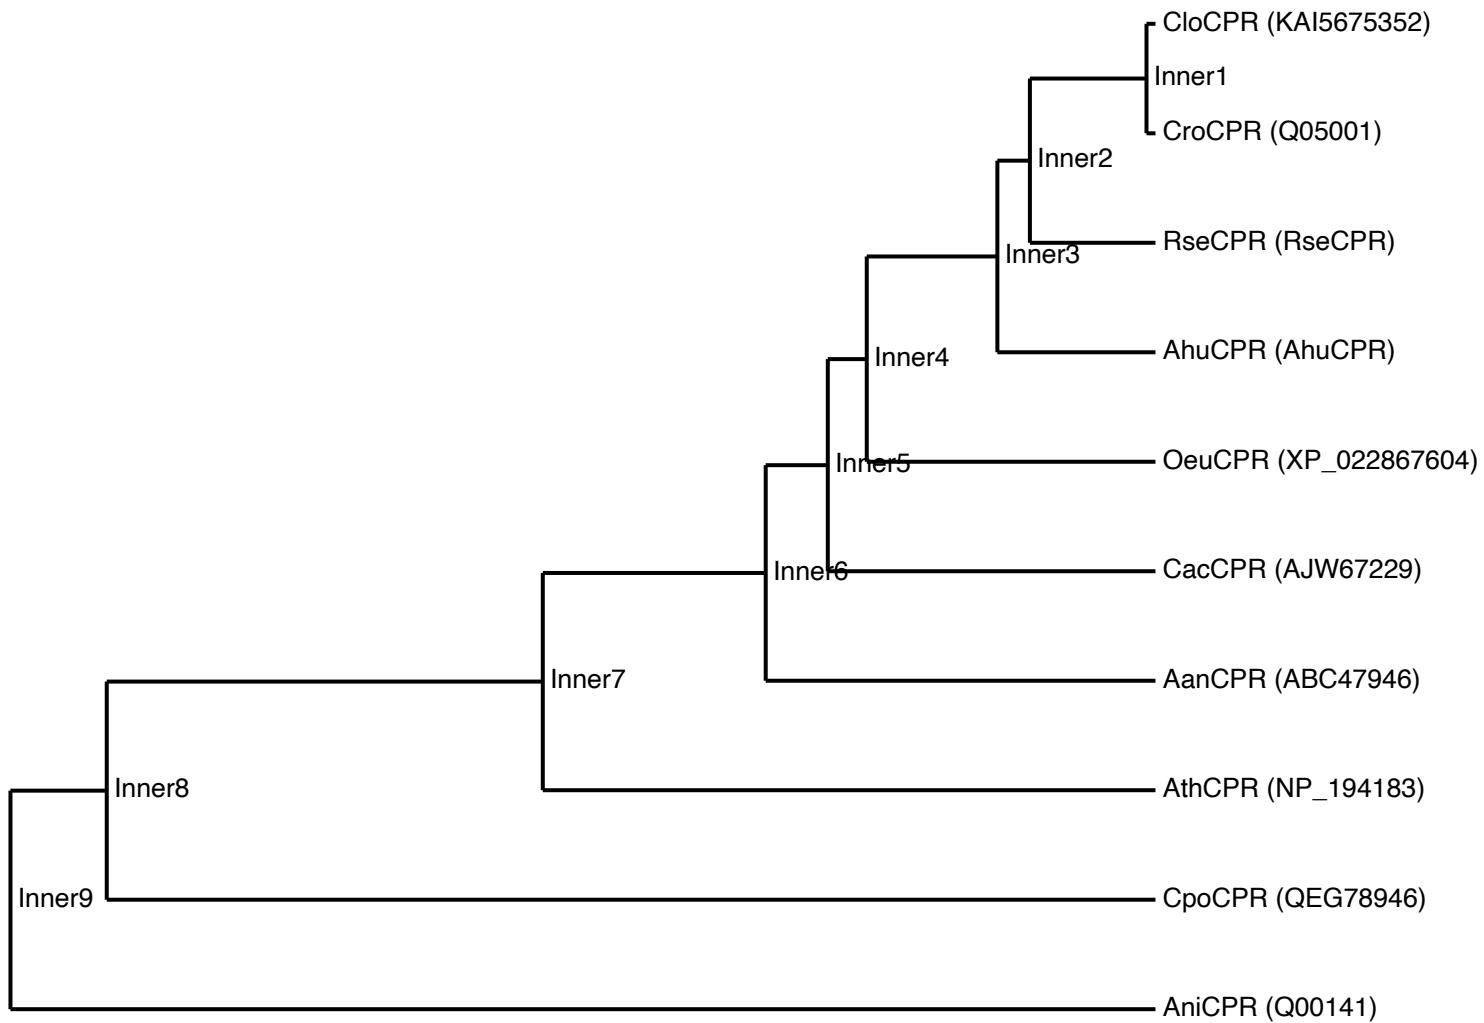 CloCPR (KAI5675352)
Inner1
CroCPR (Q05001)
Inner2
RseCPR (RseCPR)
Inner3
AhuCPR (AhuCPR)
Inner4
OeuCPR (XP_022867604)
Inner5
CacCPR (AJW67229)
Inner6
AanCPR (ABC47946)
Inner7
AthCPR (NP_194183)
Inner8
CpoCPR (QEG78946)
Inner9
AniCPR (Q00141)